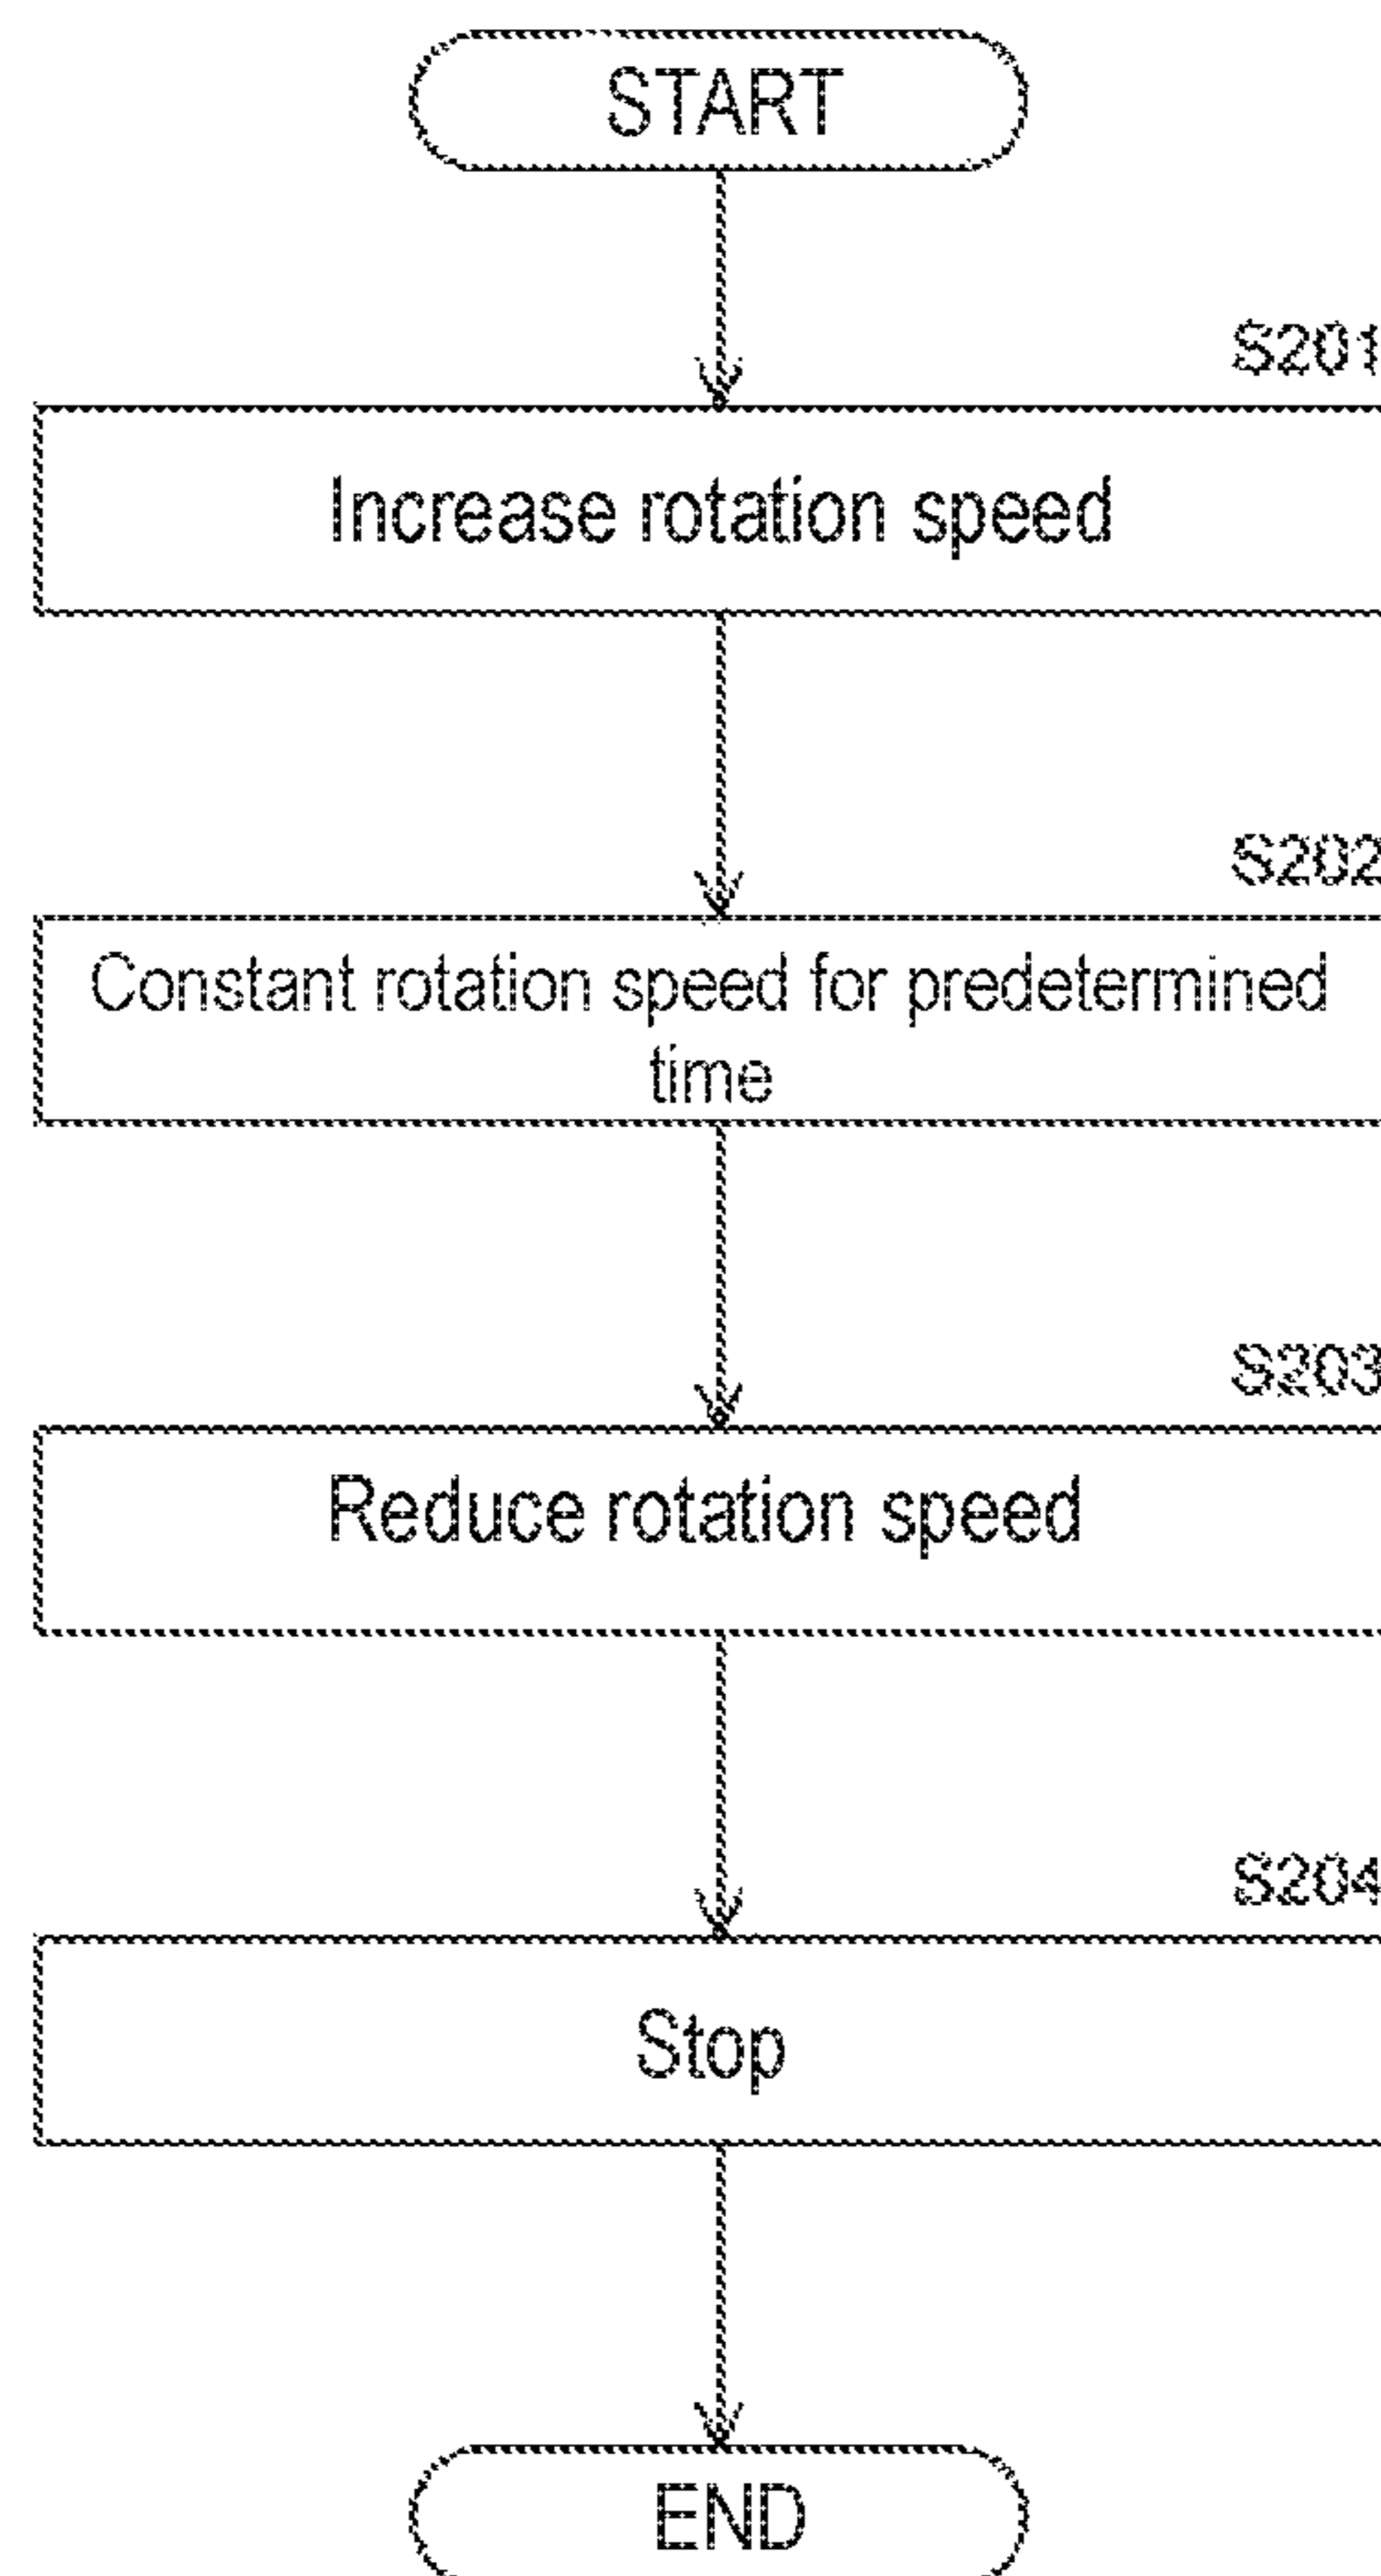 START
S201
Increase rotation speed
S202
Constant rotation speed for predetermined
time
S203
Reduce rotation speed
S204
Stop
END